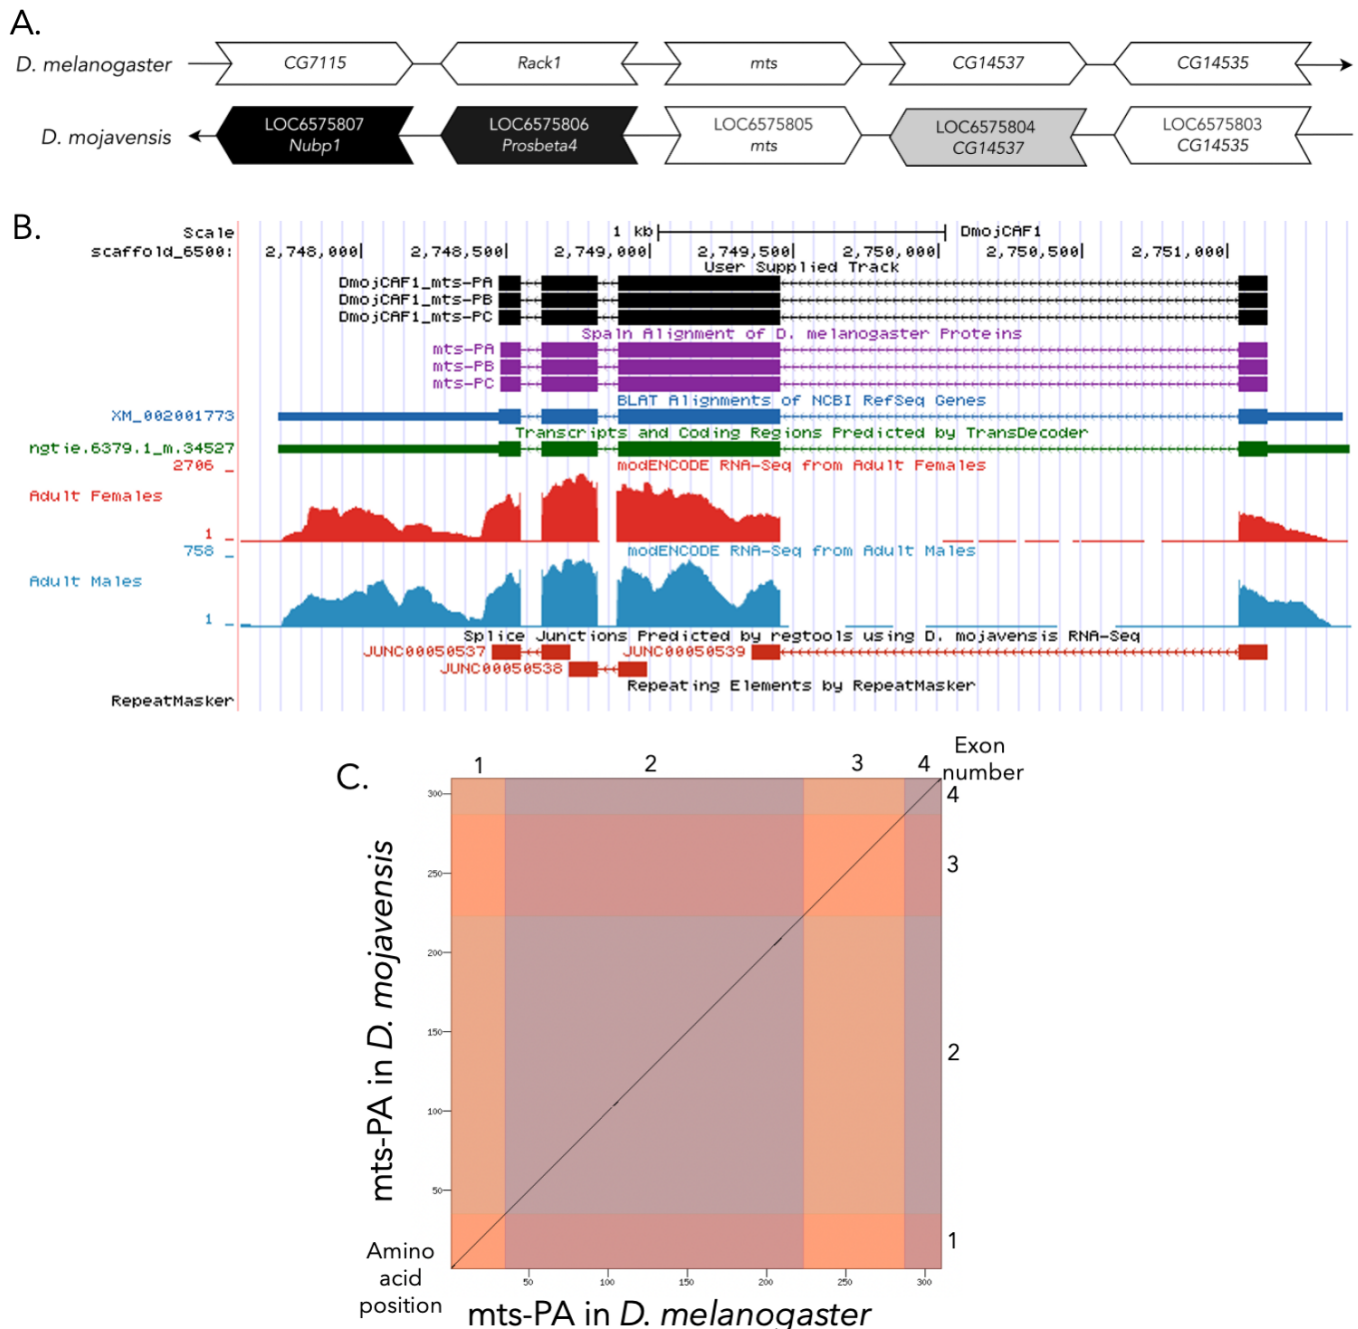 A.
D. melanogaster
CG7115
Rack1
mts
CG14537
CG14535
D. mojavensis
LOC6575807
Nubp1
LOC6575806
Prosbeta4
LOC6575805
mts
LOC6575804
CG14537
LOC6575803
CG14535
B.
Scale
1 kb
DmojCAF1
scaffold_6500:
2,748,000
2,748,500
2,749,000
2,749,500
2,750,000
2,750,500
2,751,000
User Supplied Track
DmojCAF1_mts-PA
DmojCAF1_mts-PB
DmojCAF1_mts-PC
Spaln Alignment of D. melanogaster Proteins
mts-PA
mts-PB
mts-PC
BLAT Alignments of NCBI RefSeq Genes
XM_002001773
Transcripts and Coding Regions Predicted by TransDecoder
ngtie.6379.1_m.34527
modENCODE RNA-Seq from Adult Females
2706
Adult Females
1
modENCODE RNA-Seq from Adult Males
758
Adult Males
1
Splice Junctions Predicted by regtools using D. mojavensis RNA-Seq
JUNC00050537
JUNC00050539
JUNC00050538
Repeating Elements by RepeatMasker
RepeatMasker
C.
1
2
3
4
Exon
number
4
3
2
1
300
250
200
150
100
50
mts-PA in D. mojavensis
Amino
acid
position
50
100
150
200
250
300
mts-PA in D. melanogaster